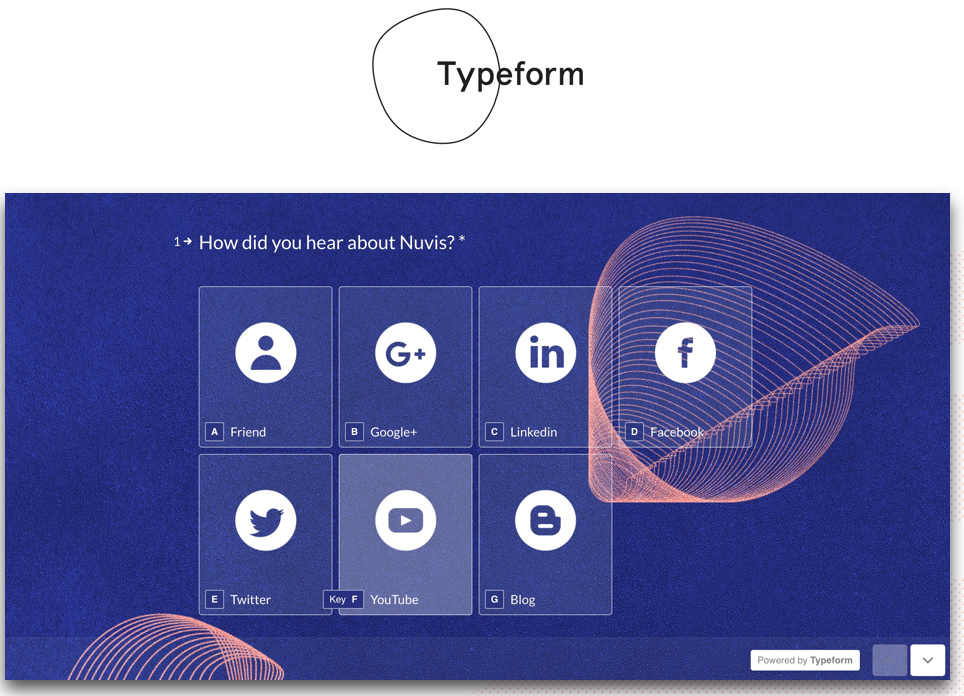 Typeform
1 → How did you hear about Nuvis? *
A Friend
B Google+
C Linkedin
D Facebook
E Twitter
Key F YouTube
G Blog
Powered by Typeform